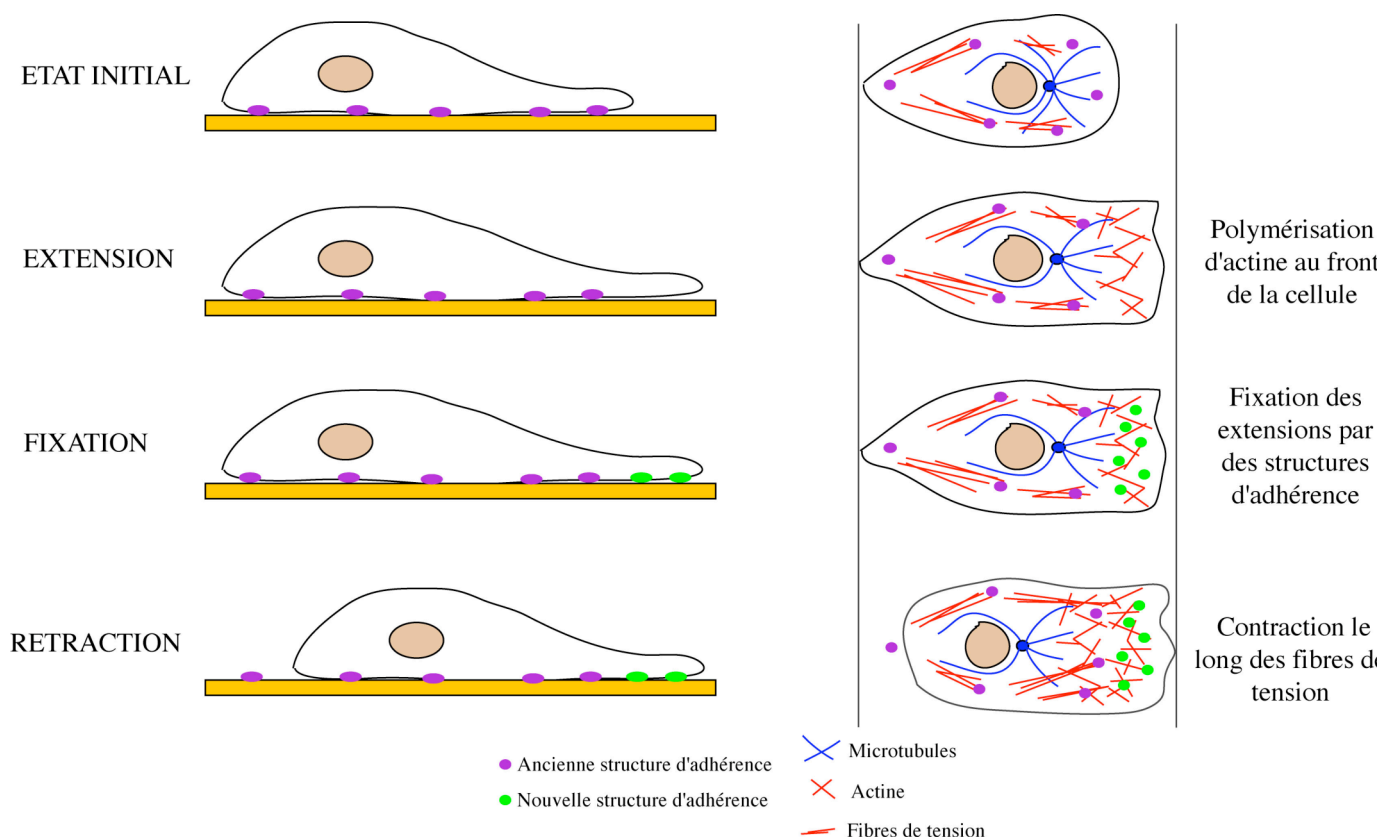 ETAT INITIAL
EXTENSION
Polymérisation
d'actine au front
de la cellule
FIXATION
Fixation des
extensions par
des structures
d'adhérence
RETRACTION
Contraction le
long des fibres de
tension
Ancienne structure d'adhérence
Nouvelle structure d'adhérence
Microtubules
Actine
Fibres de tension